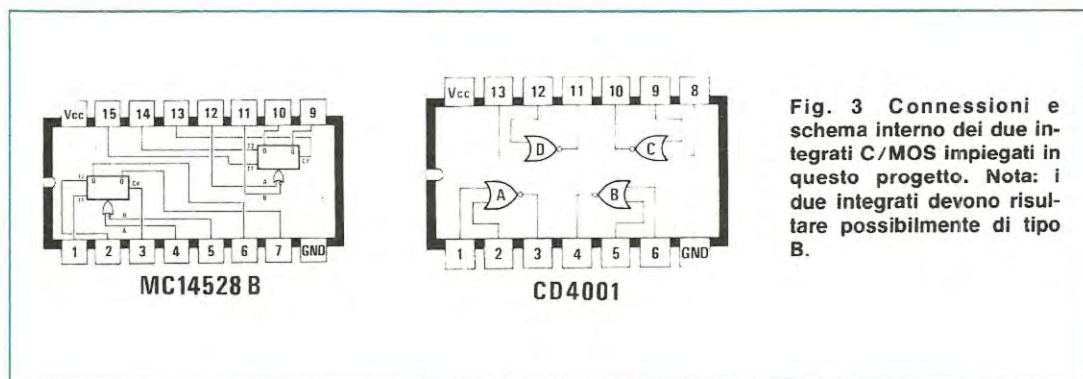 Vcc 15 14 13 12 11 10 9
1 2 3 4 5 6 7 GND
MC14528 B
Vcc 13 12 11 10 9 8
D C
A B
1 2 3 4 5 6 GND
CD4001
Fig. 3 Connessioni e
schema interno dei due in-
tegrati C/MOS impiegati in
questo progetto. Nota: i
due integrati devono risul-
tare possibilmente di tipo
B.